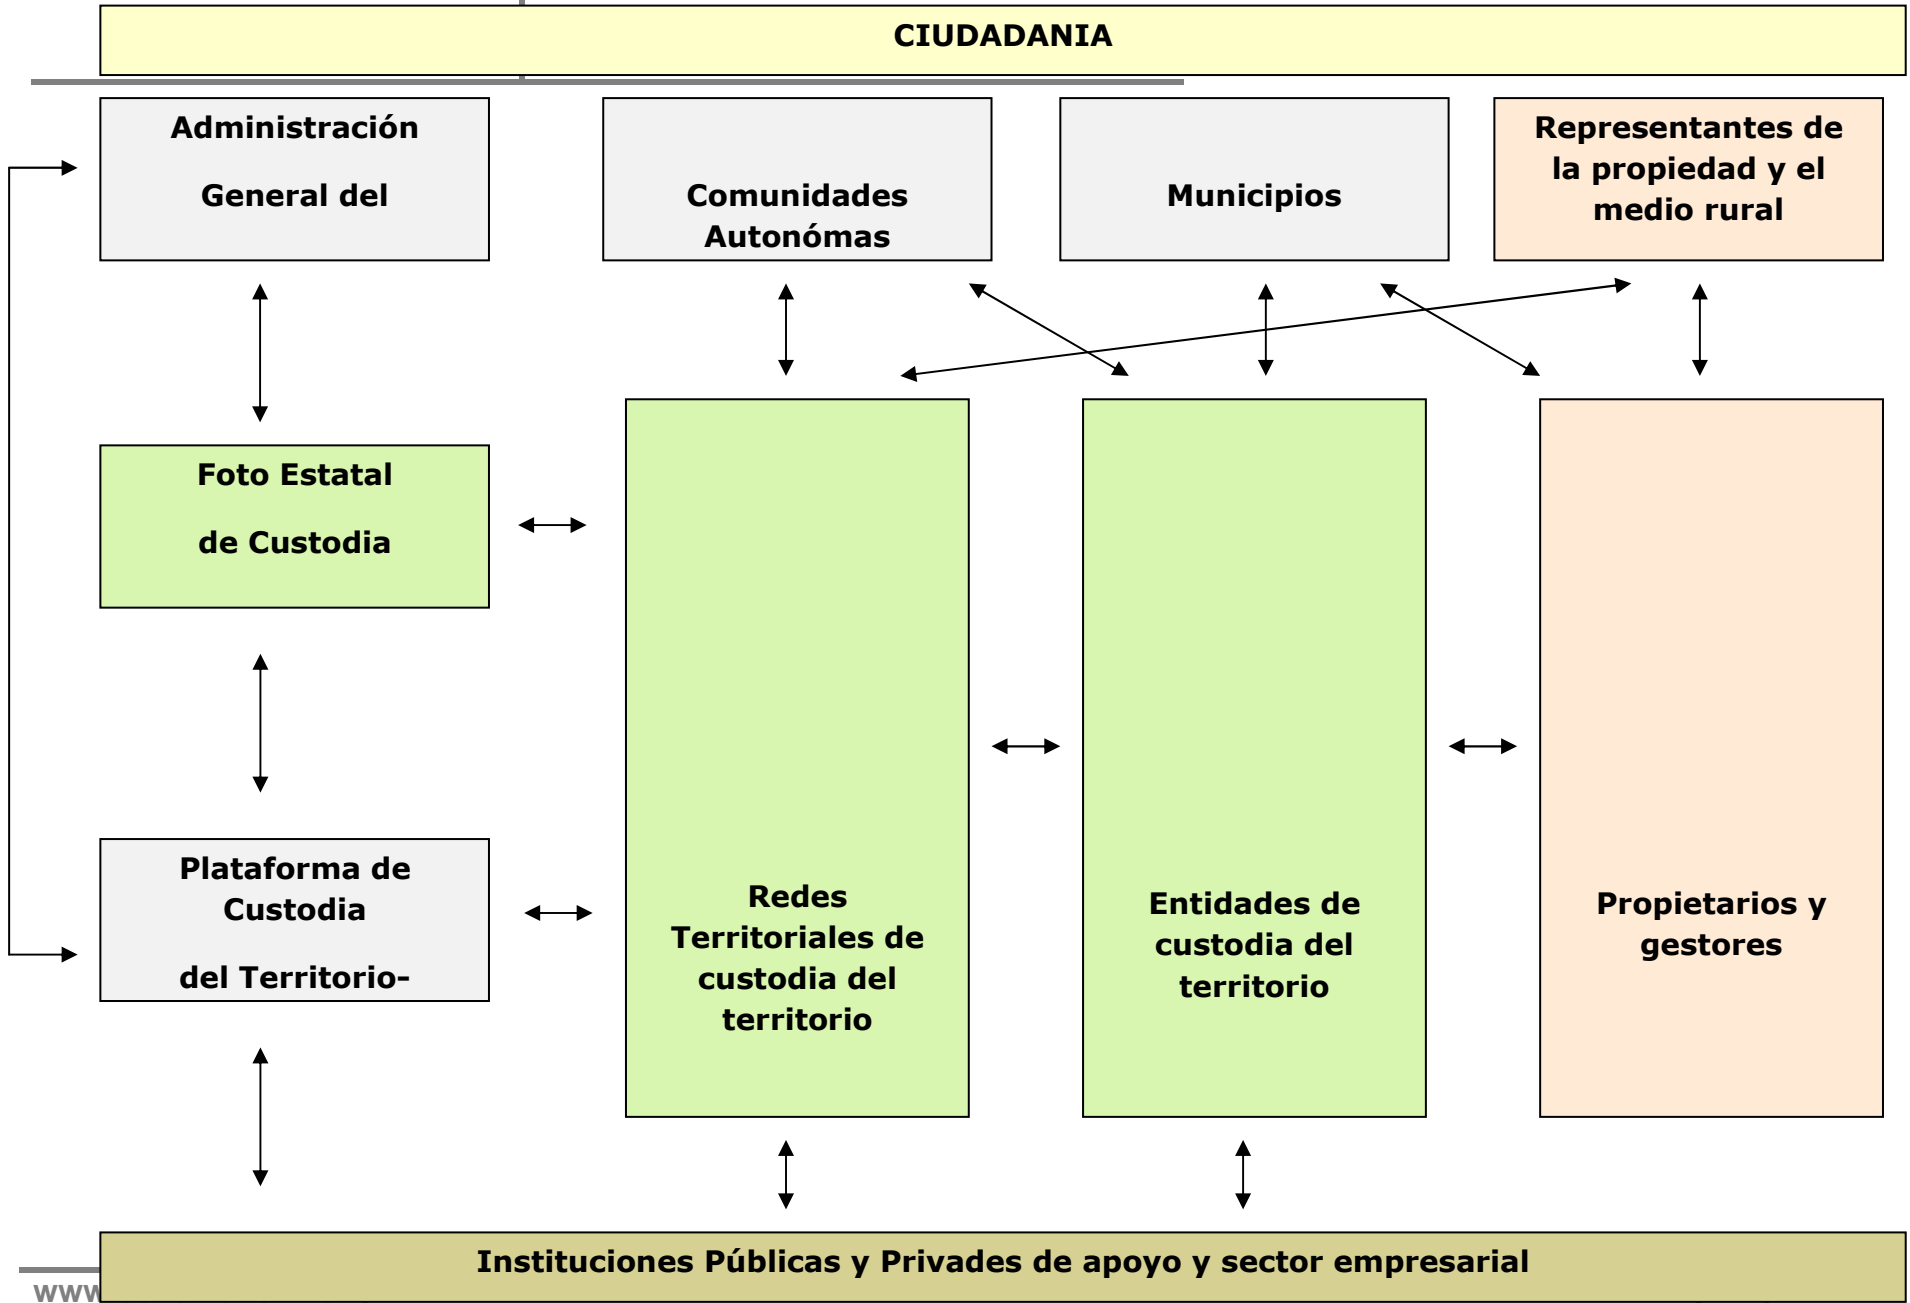 CIUDADANIA
Administración
General del
Comunidades
Autonómas
Municipios
Representantes de
la propiedad y el
medio rural
Foto Estatal
de Custodia
Plataforma de
Custodia
del Territorio-
Redes
Territoriales de
custodia del
territorio
Entidades de
custodia del
territorio
Propietarios y
gestores
Instituciones Públicas y Privades de apoyo y sector empresarial